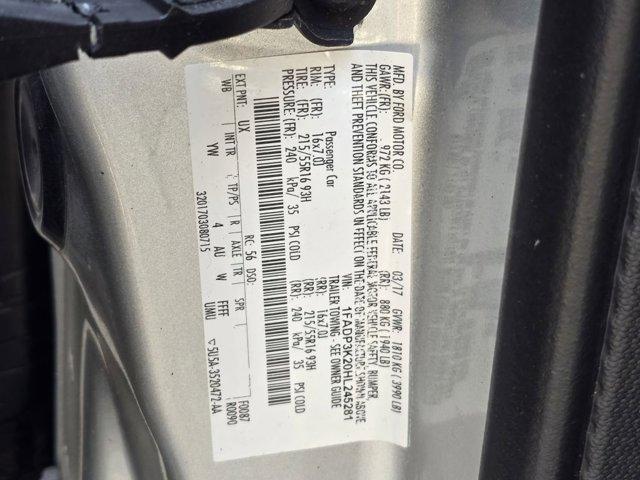 MFD. BY FORD MOTOR CO.
DATE: 03/17 GVWR: 1810 KG ( 3990 LB)
GAWR:(FR): 972 KG ( 2143 LB) (RR): 880 KG ( 1940 LB)
THIS VEHICLE CONFORMS TO ALL APPLICABLE FEDERAL MOTOR VEHICLE SAFETY, BUMPER,
AND THEFT PREVENTION STANDARDS IN EFFECT ON THE DATE OF MANUFACTURE SHOWN ABOVE
VIN: 1FADP3K20HL245281
TYPE: Passenger Car TRAILER TOWING - SEE OWNER GUIDE
RIM: (FR) 16x7.0J (RR): 16x7.0J
TIRE: (FR): 215/55R16 93H (RR): 215/55R16 93H
PRESSURE: (FR): 240 kPa/ 35 PSI COLD (RR): 240 kPa/ 35 PSI COLD
EXT PNT: UX RC: 56 DSO: F0087
R0090
WB INT TR TP/PS R AXLE TR SPR
YW 4 AU W FFFF UMU
3201703080715 ▽5U5A-3520472-AA